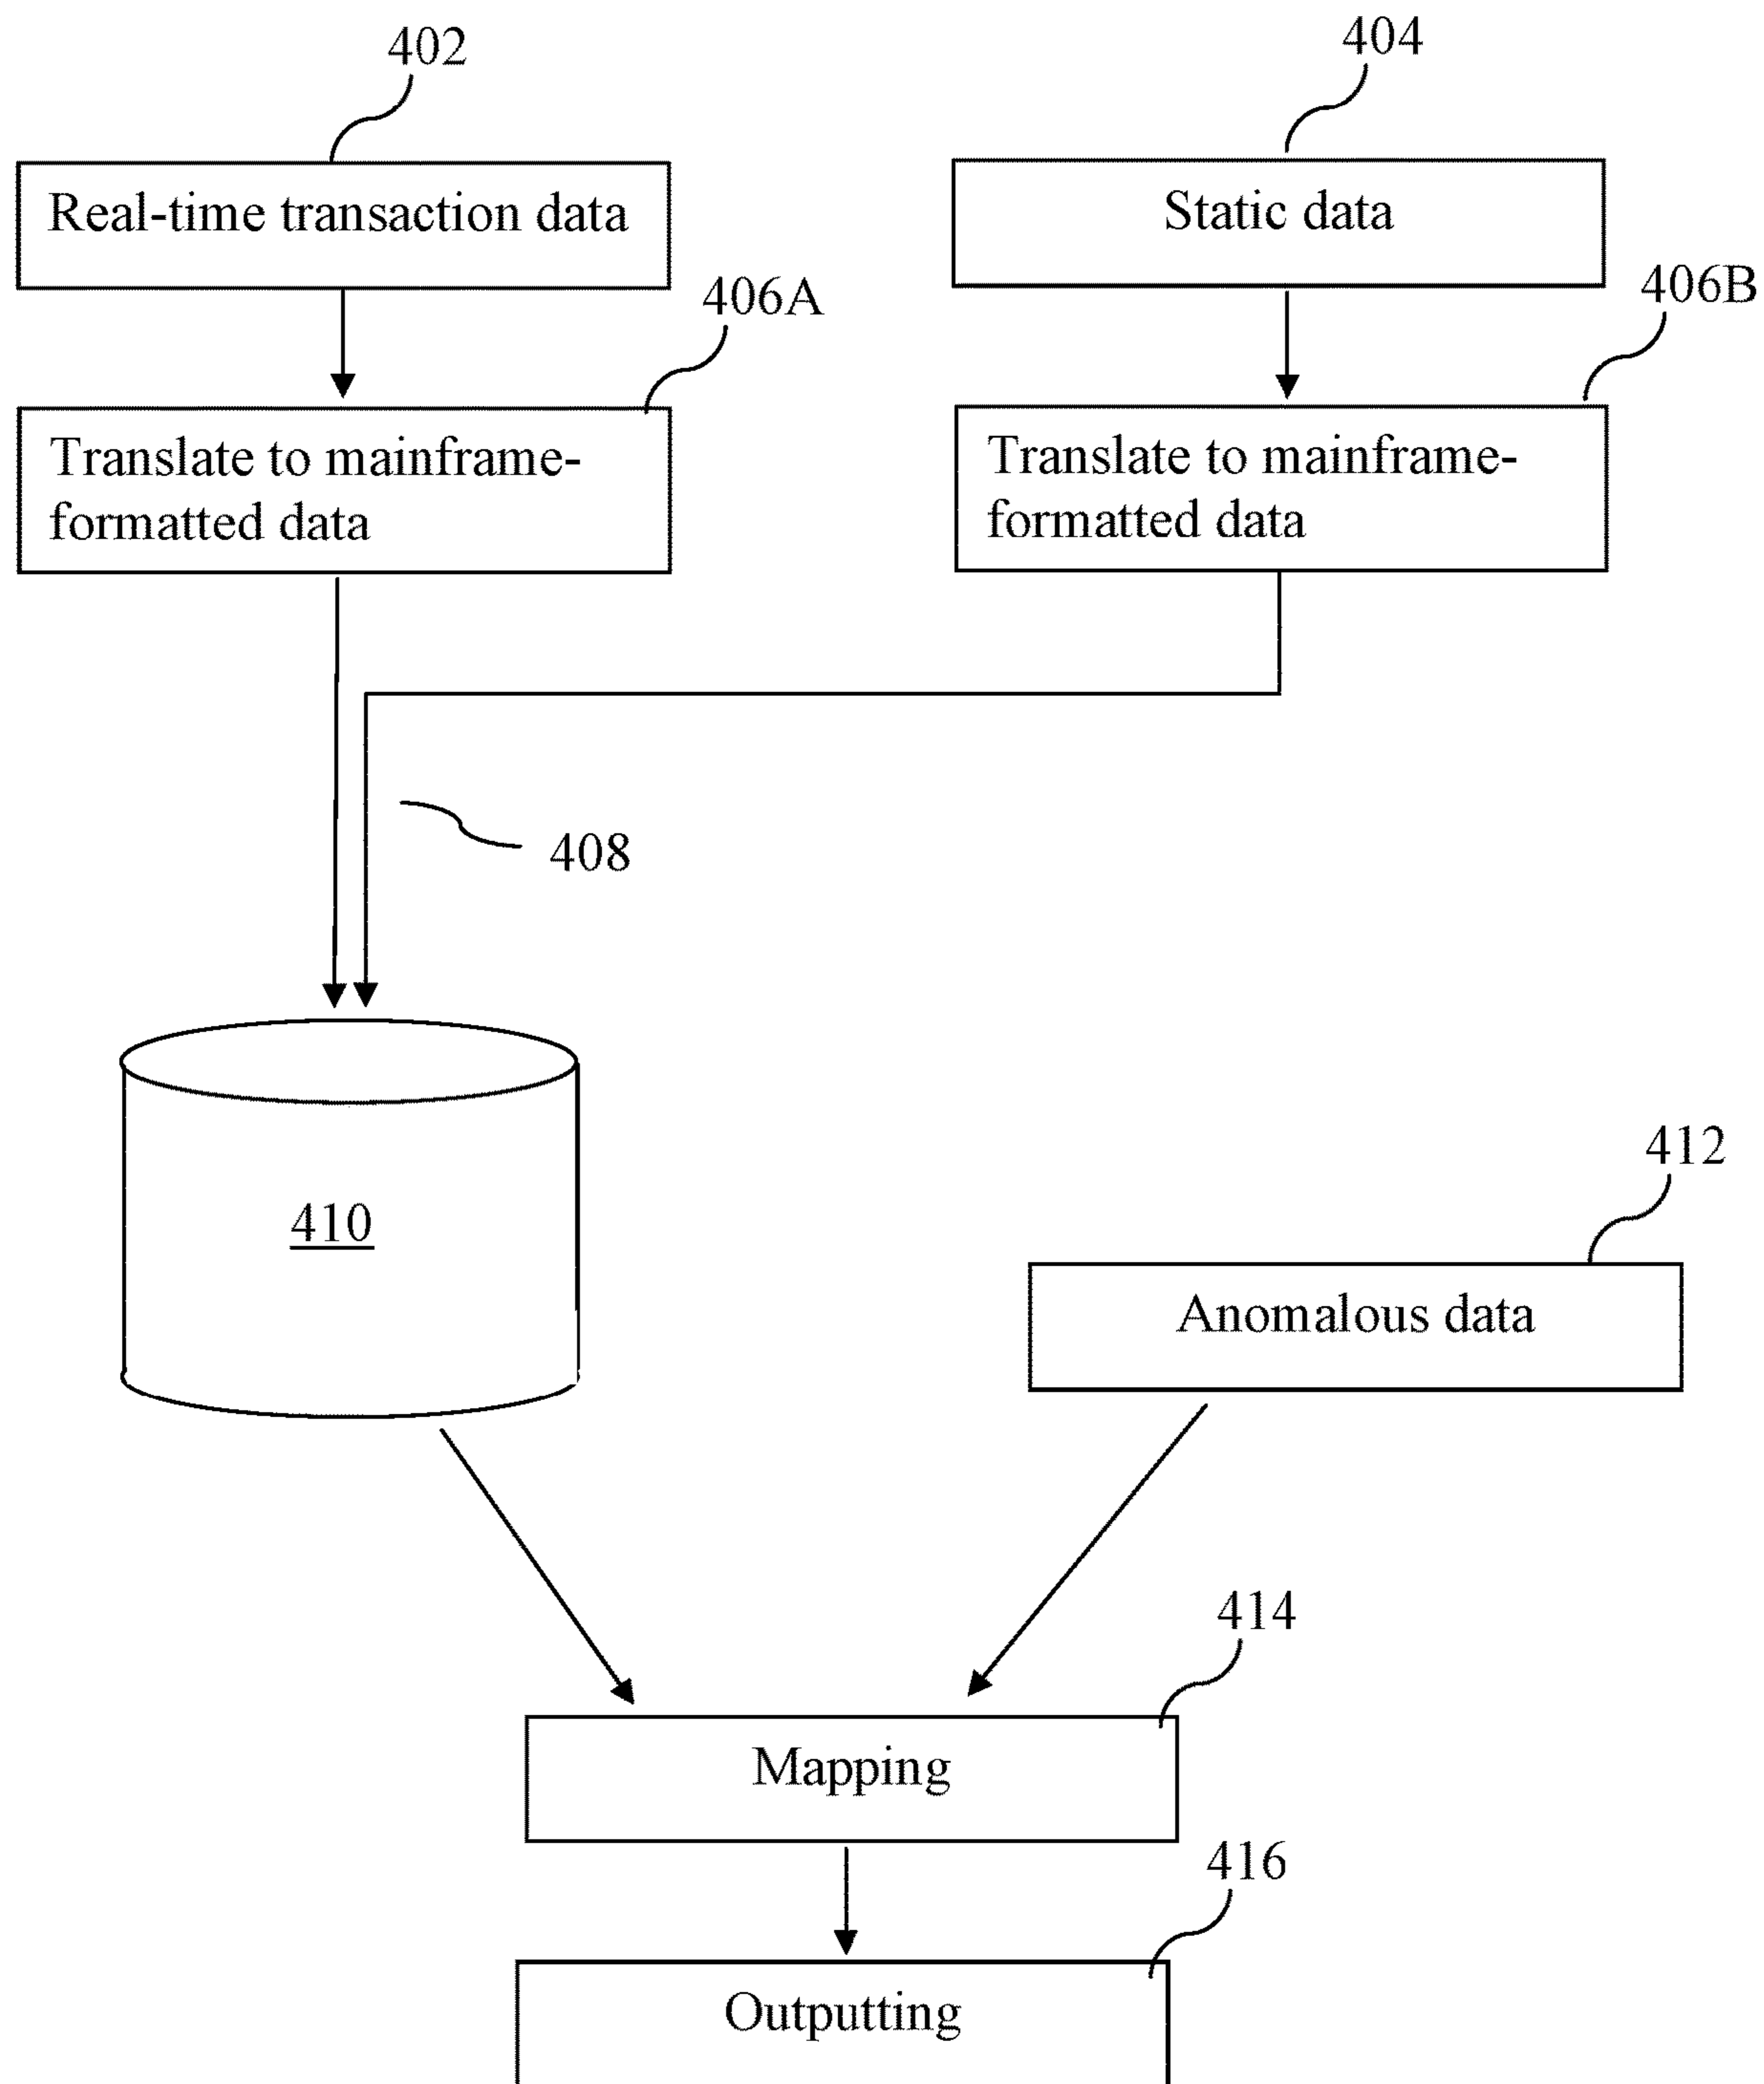 402
404
Real-time transaction data
Static data
406A
406B
Translate to mainframe-
formatted data
Translate to mainframe-
formatted data
408
410
412
Anomalous data
414
Mapping
416
Outputting